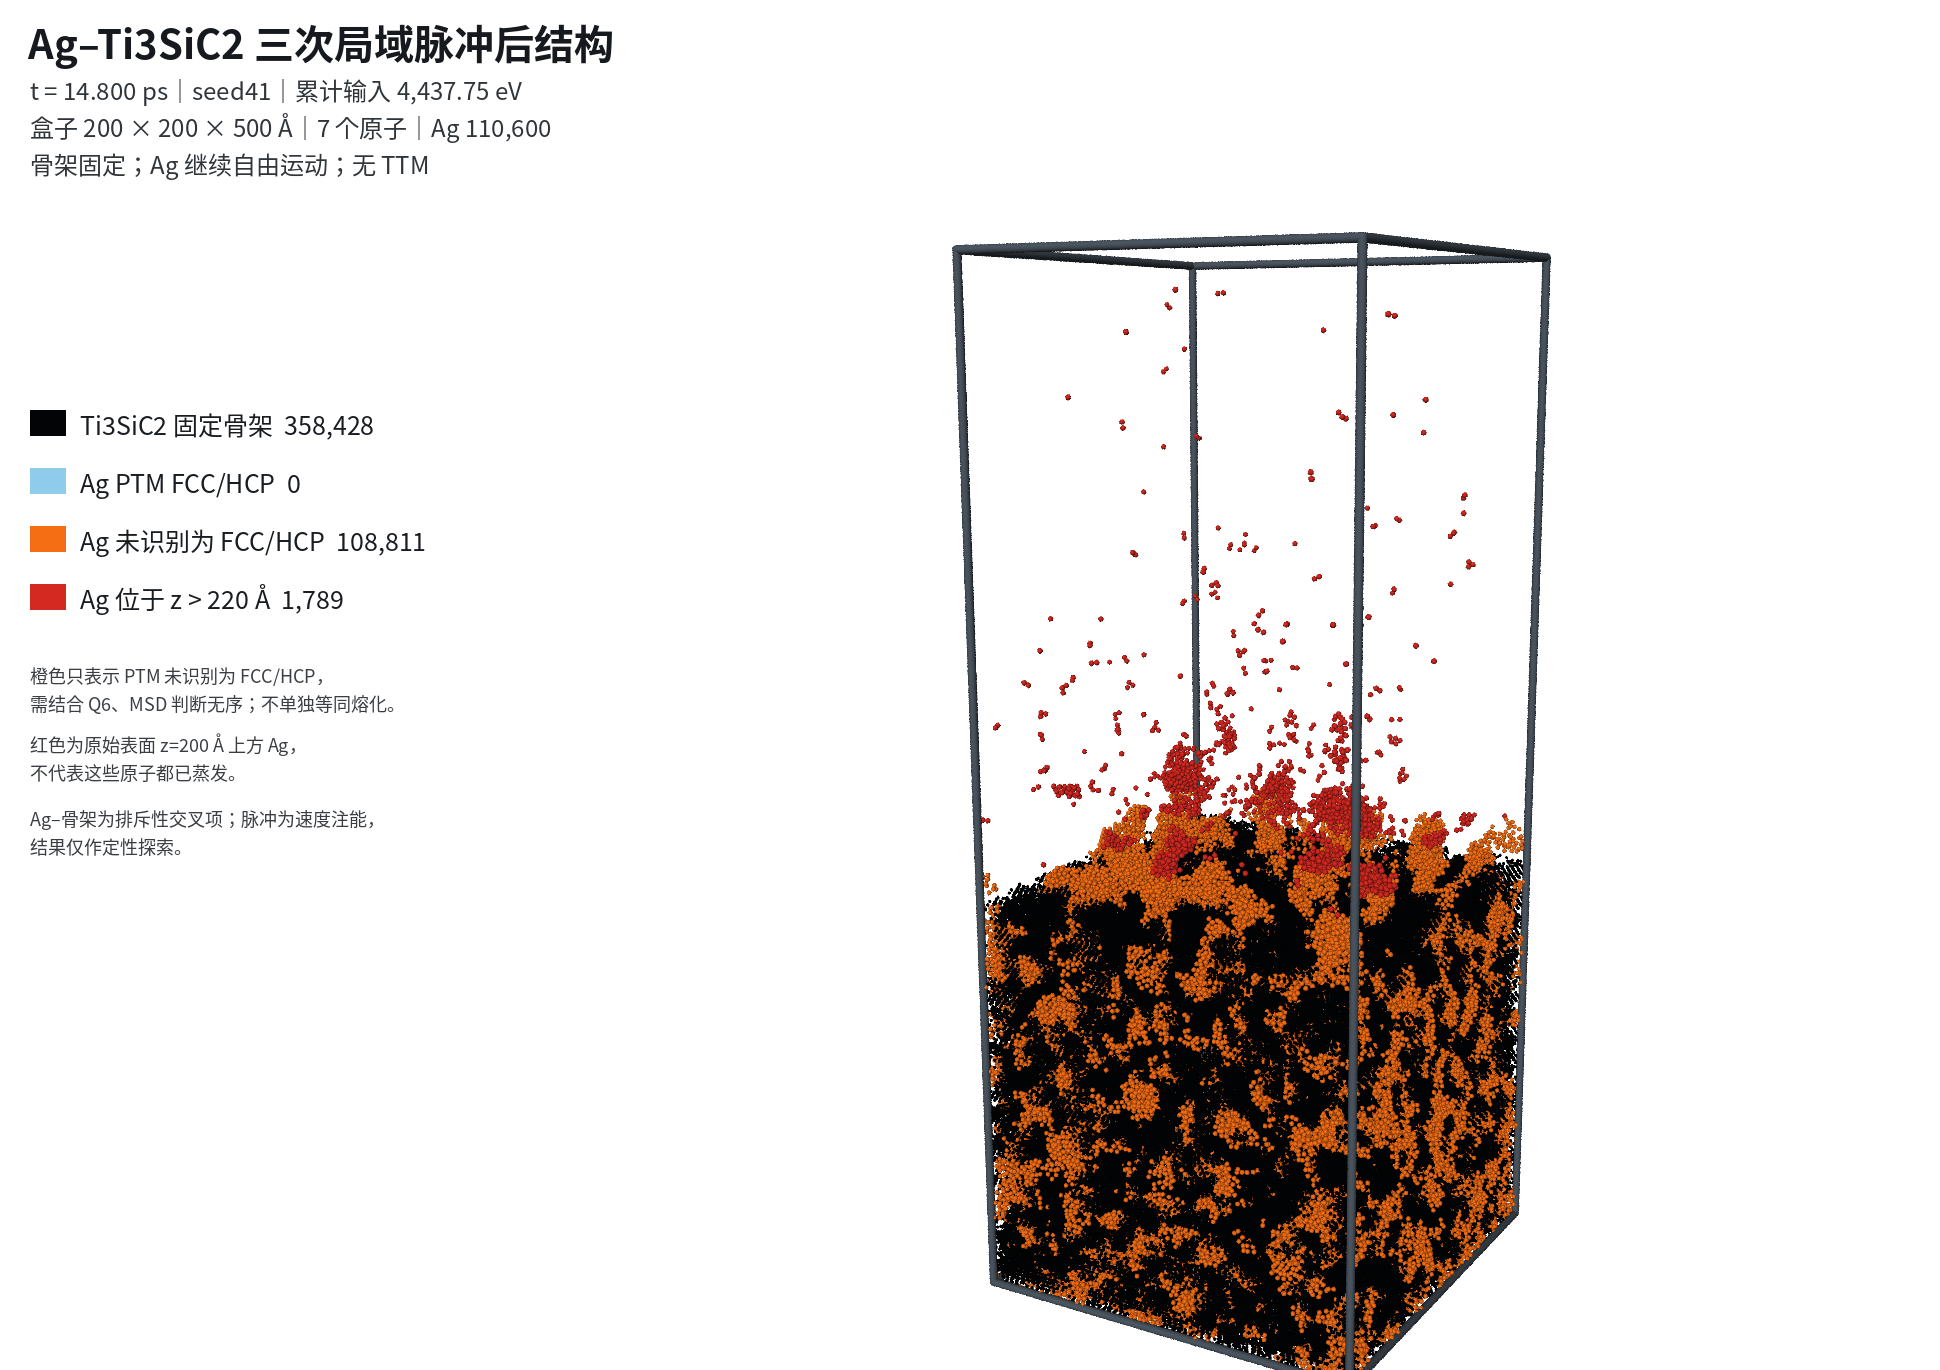 Ag–Ti3SiC2 三次局域脉冲后结构
t = 14.800 ps｜seed41｜累计输入 4,437.75 eV
盒子 200 × 200 × 500 Å｜7 个原子｜Ag 110,600
骨架固定；Ag 继续自由运动；无 TTM
Ti3SiC2 固定骨架 358,428
Ag PTM FCC/HCP 0
Ag 未识别为 FCC/HCP 108,811
Ag 位于 z > 220 Å 1,789
橙色只表示 PTM 未识别为 FCC/HCP，
需结合 Q6、MSD 判断无序；不单独等同熔化。
红色为原始表面 z=200 Å 上方 Ag，
不代表这些原子都已蒸发。
Ag–骨架为排斥性交叉项；脉冲为速度注能，
结果仅作定性探索。